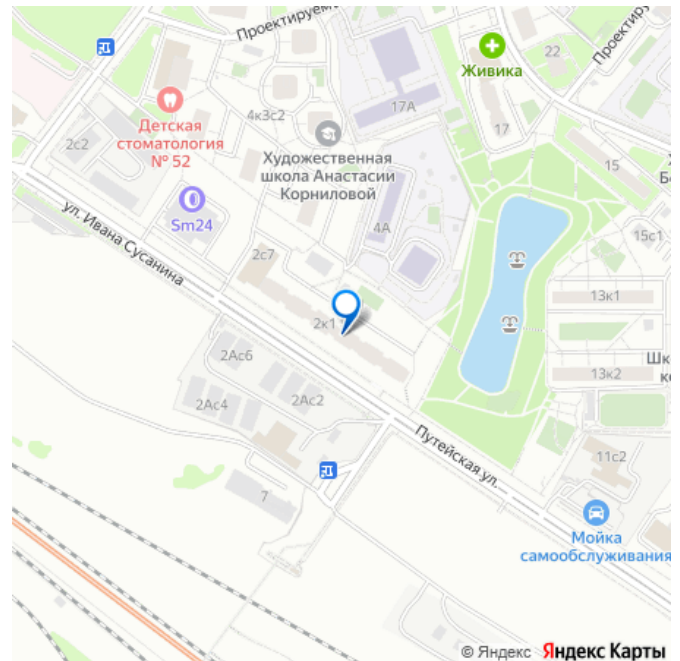 Проектируем
Проектируем
Живика
22
17
17А
4к3с2
Детская
стоматология
№ 52
2с2
Художественная
школа Анастасии
Корниловой
15
15с1
Sm24
ул. Ивана Сусанина
4А
2с7
2к1
13к1
13к2
2Ас6
2Ас4
2Ас2
Путейская ул.
11с2
7
Мойка
самообслуживания
© Яндекс Яндекс Карты